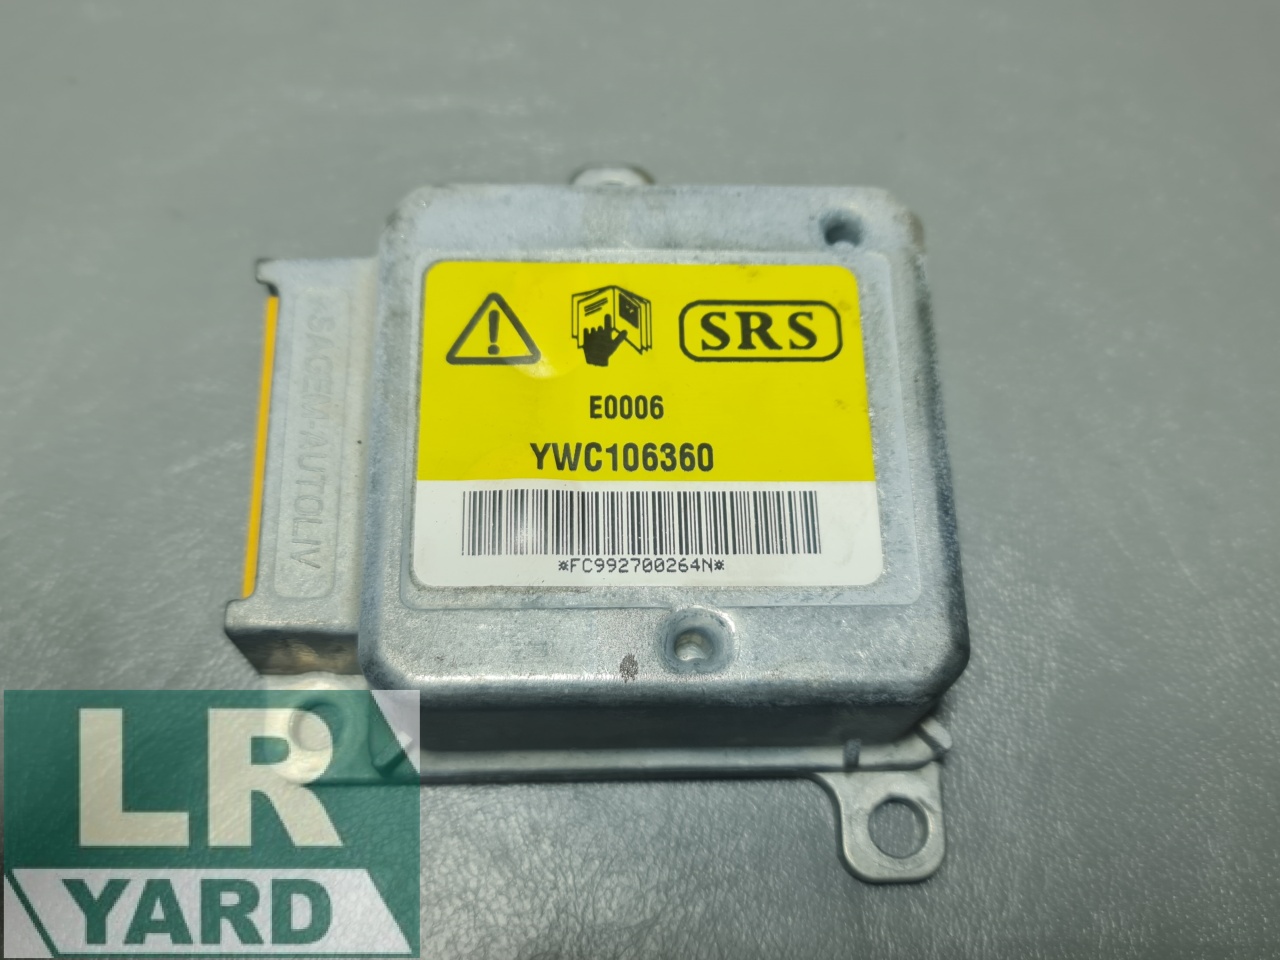 SRS
E0006
YWC106360
*FC992700264N*
SAGEM-AUTOLIV
LR
YARD